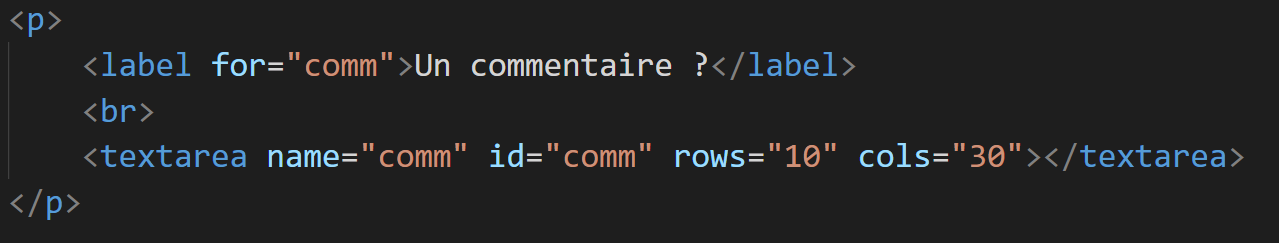 <p>
<label for="comm">Un commentaire ?</label>
<br>
<textarea name="comm" id="comm" rows="10" cols="30"></textarea>
</p>